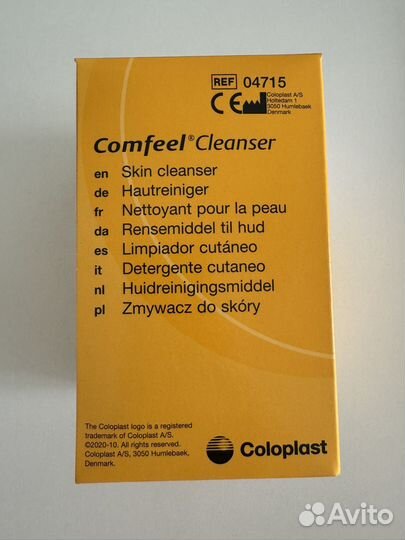 REF 04715
CE
Coloplast A/S
Holtedam 1
3050 Humlebaek
Denmark
Comfeel® Cleanser
en Skin cleanser
de Hautreiniger
fr Nettoyant pour la peau
da Rensemiddel til hud
es Limpiador cutáneo
it Detergente cutaneo
nl Huidreinigingsmiddel
pl Zmywacz do skóry
The Coloplast logo is a registered
trademark of Coloplast A/S.
©2020-10. All rights reserved.
Coloplast A/S, 3050 Humlebaek,
Denmark.
Coloplast
Avito